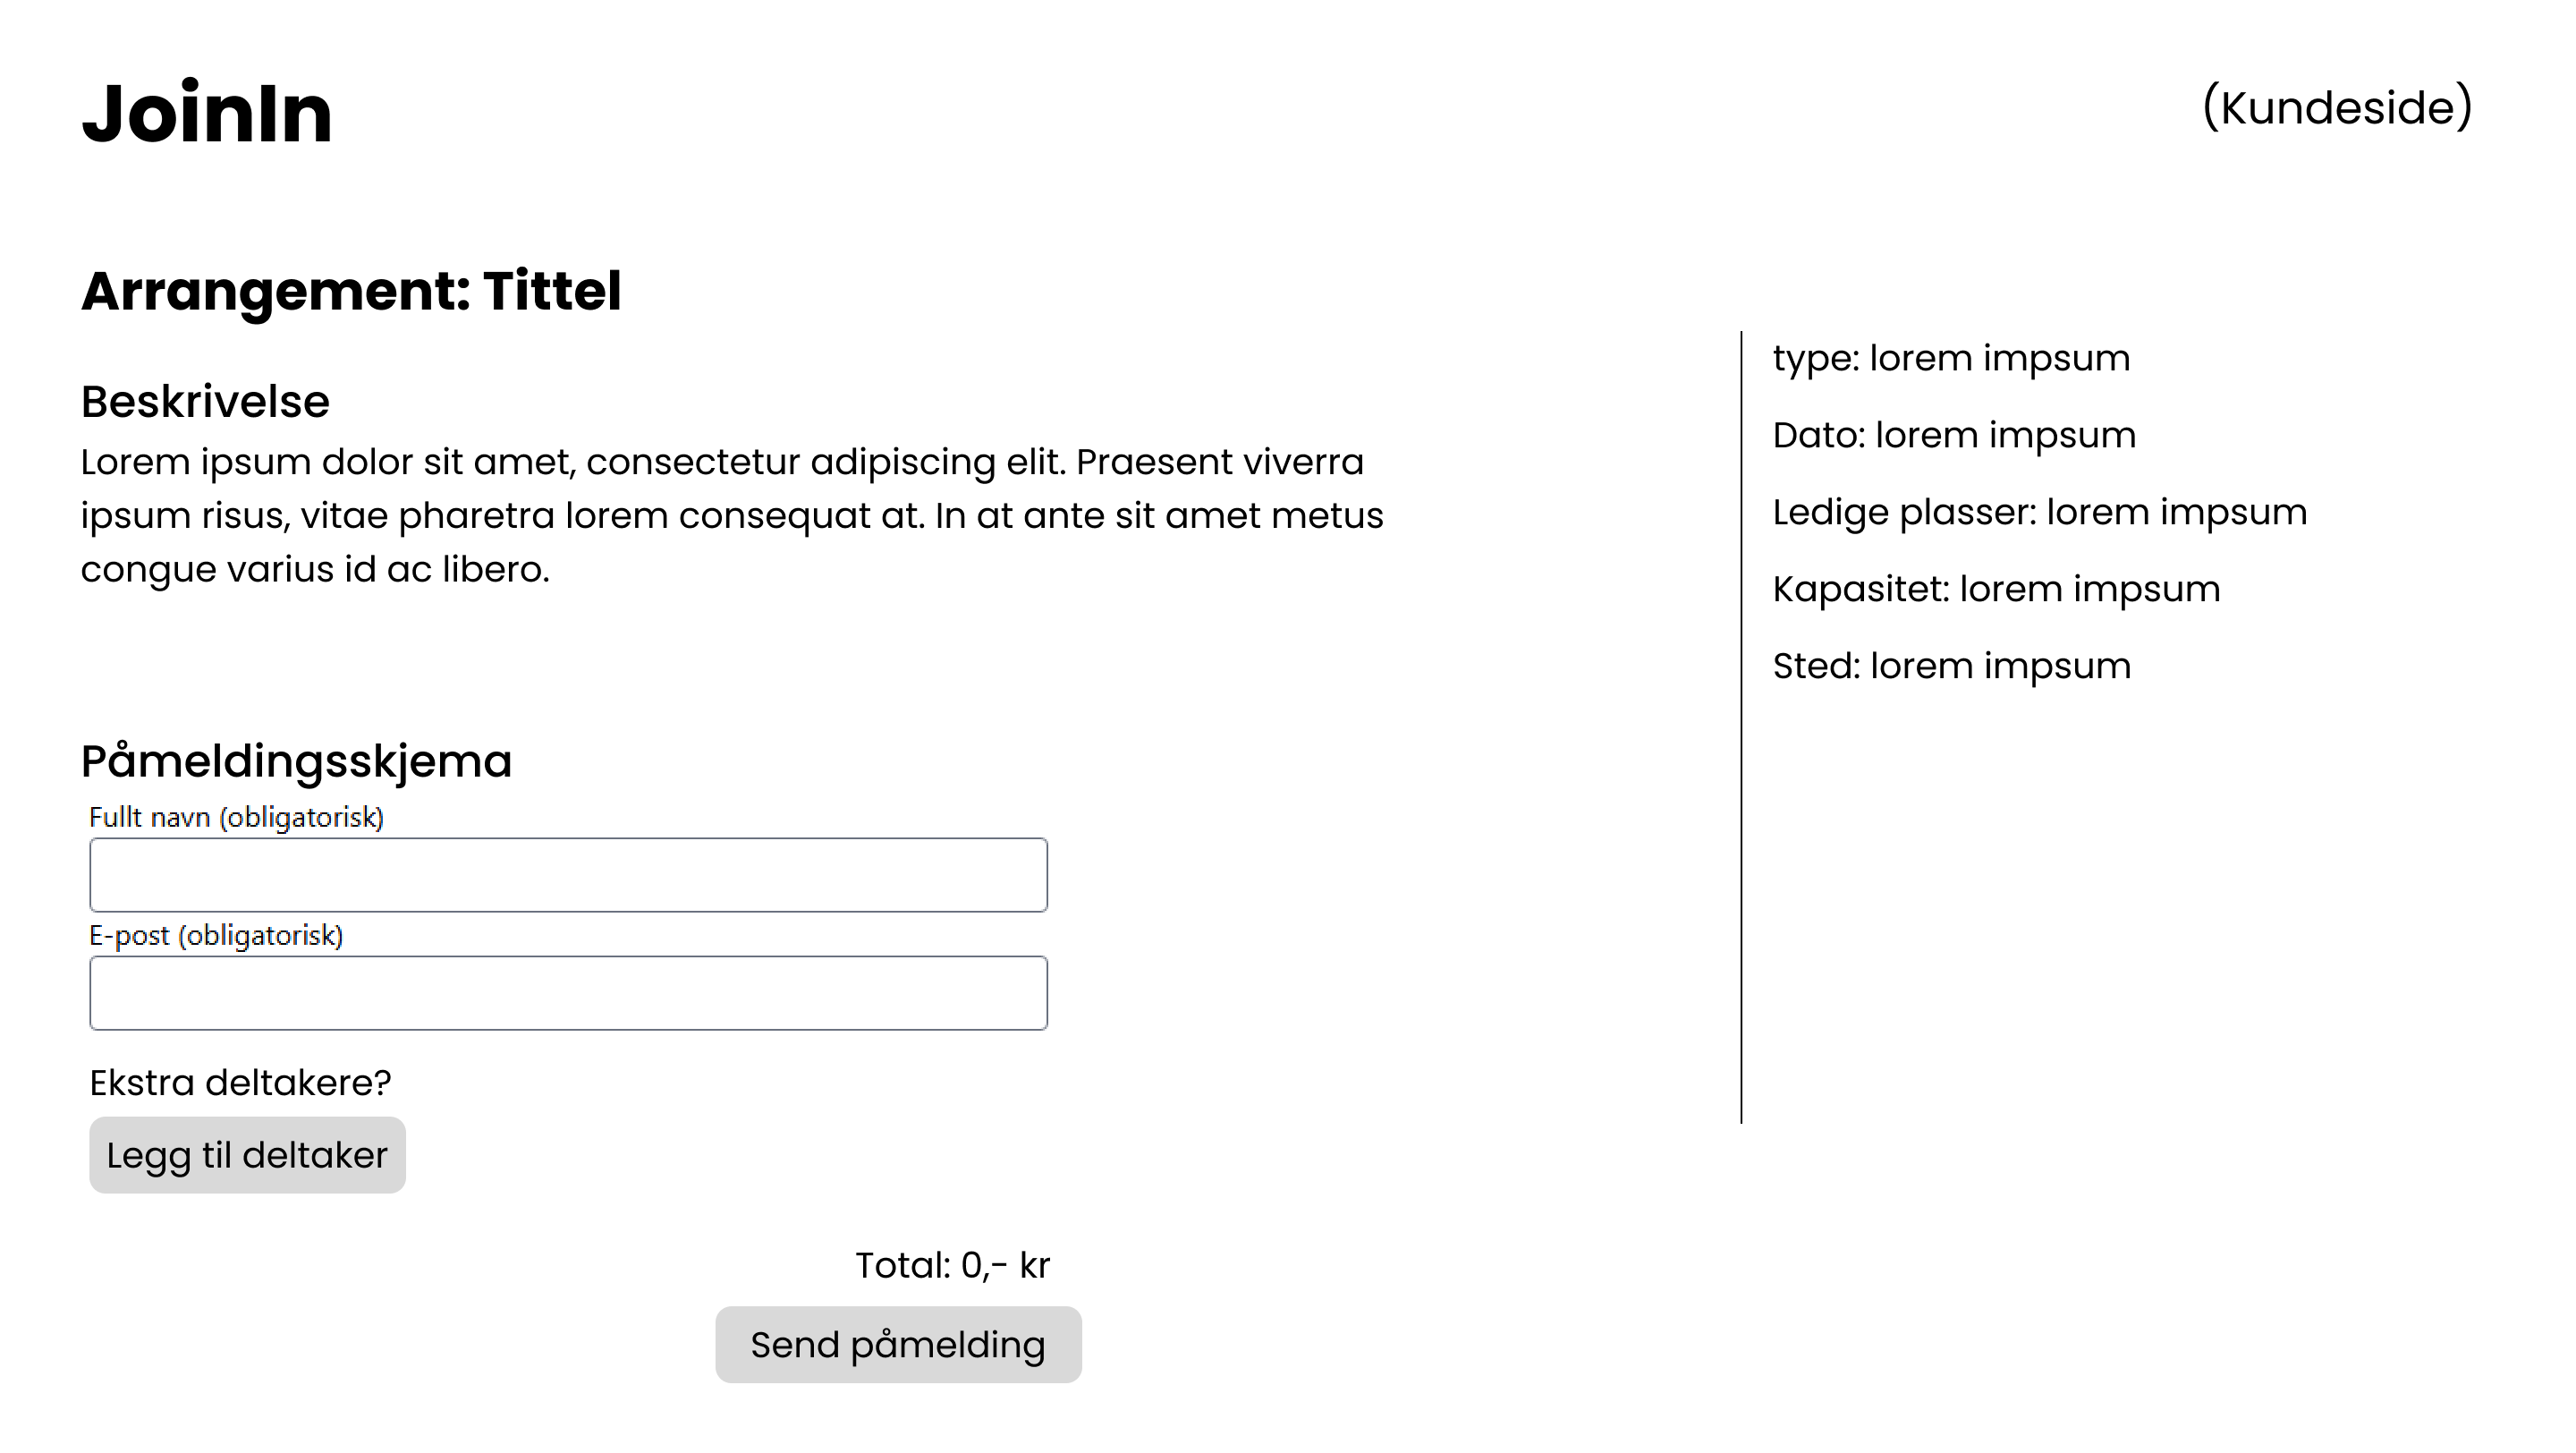 JoinIn
(Kundeside)
Arrangement: Tittel
Beskrivelse
Lorem ipsum dolor sit amet, consectetur adipiscing elit. Praesent viverra
ipsum risus, vitae pharetra lorem consequat at. In at ante sit amet metus
congue varius id ac libero.
type: lorem impsum
Dato: lorem impsum
Ledige plasser: lorem impsum
Kapasitet: lorem impsum
Sted: lorem impsum
Påmeldingsskjema
Fullt navn (obligatorisk)
E-post (obligatorisk)
Ekstra deltakere?
Legg til deltaker
Total: 0,- kr
Send påmelding